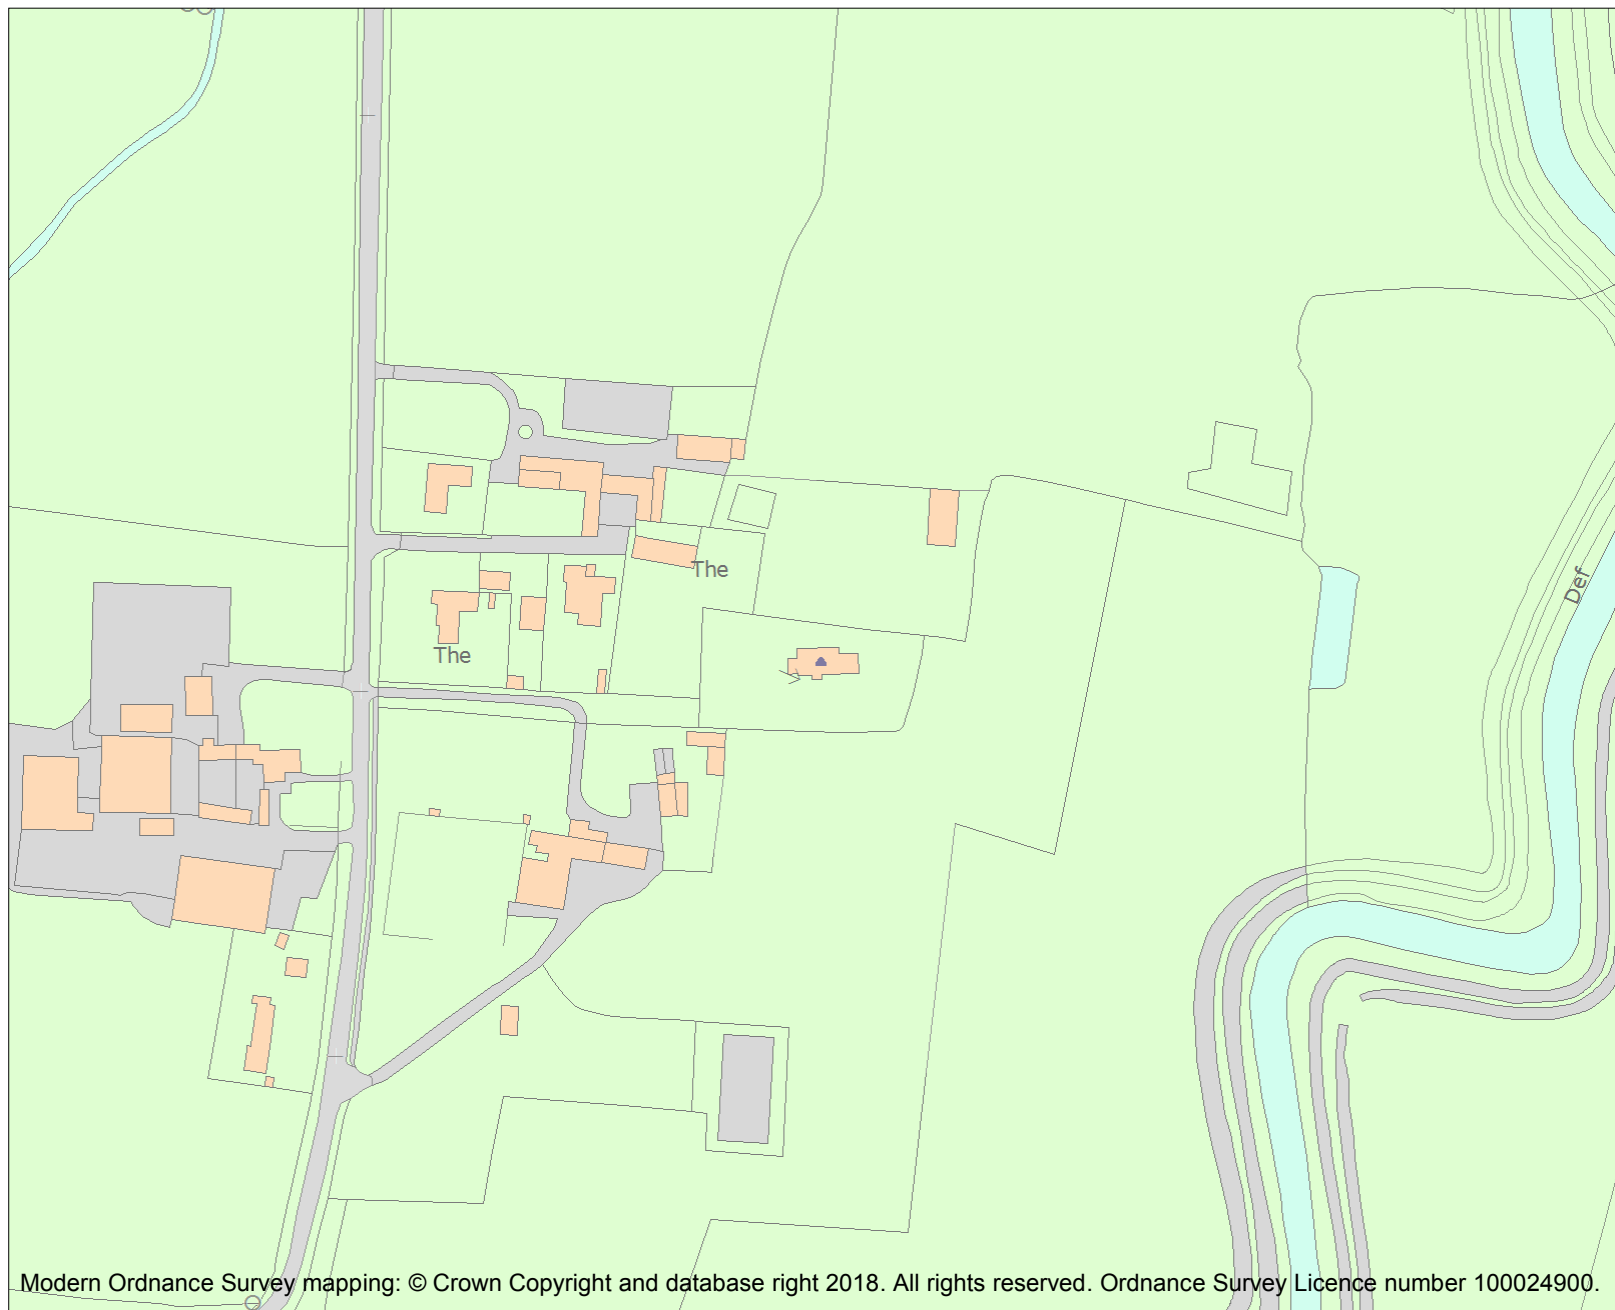 The
Def
The
Modern Ordnance Survey mapping: © Crown Copyright and database right 2018. All rights reserved. Ordnance Survey Licence number 100024900.